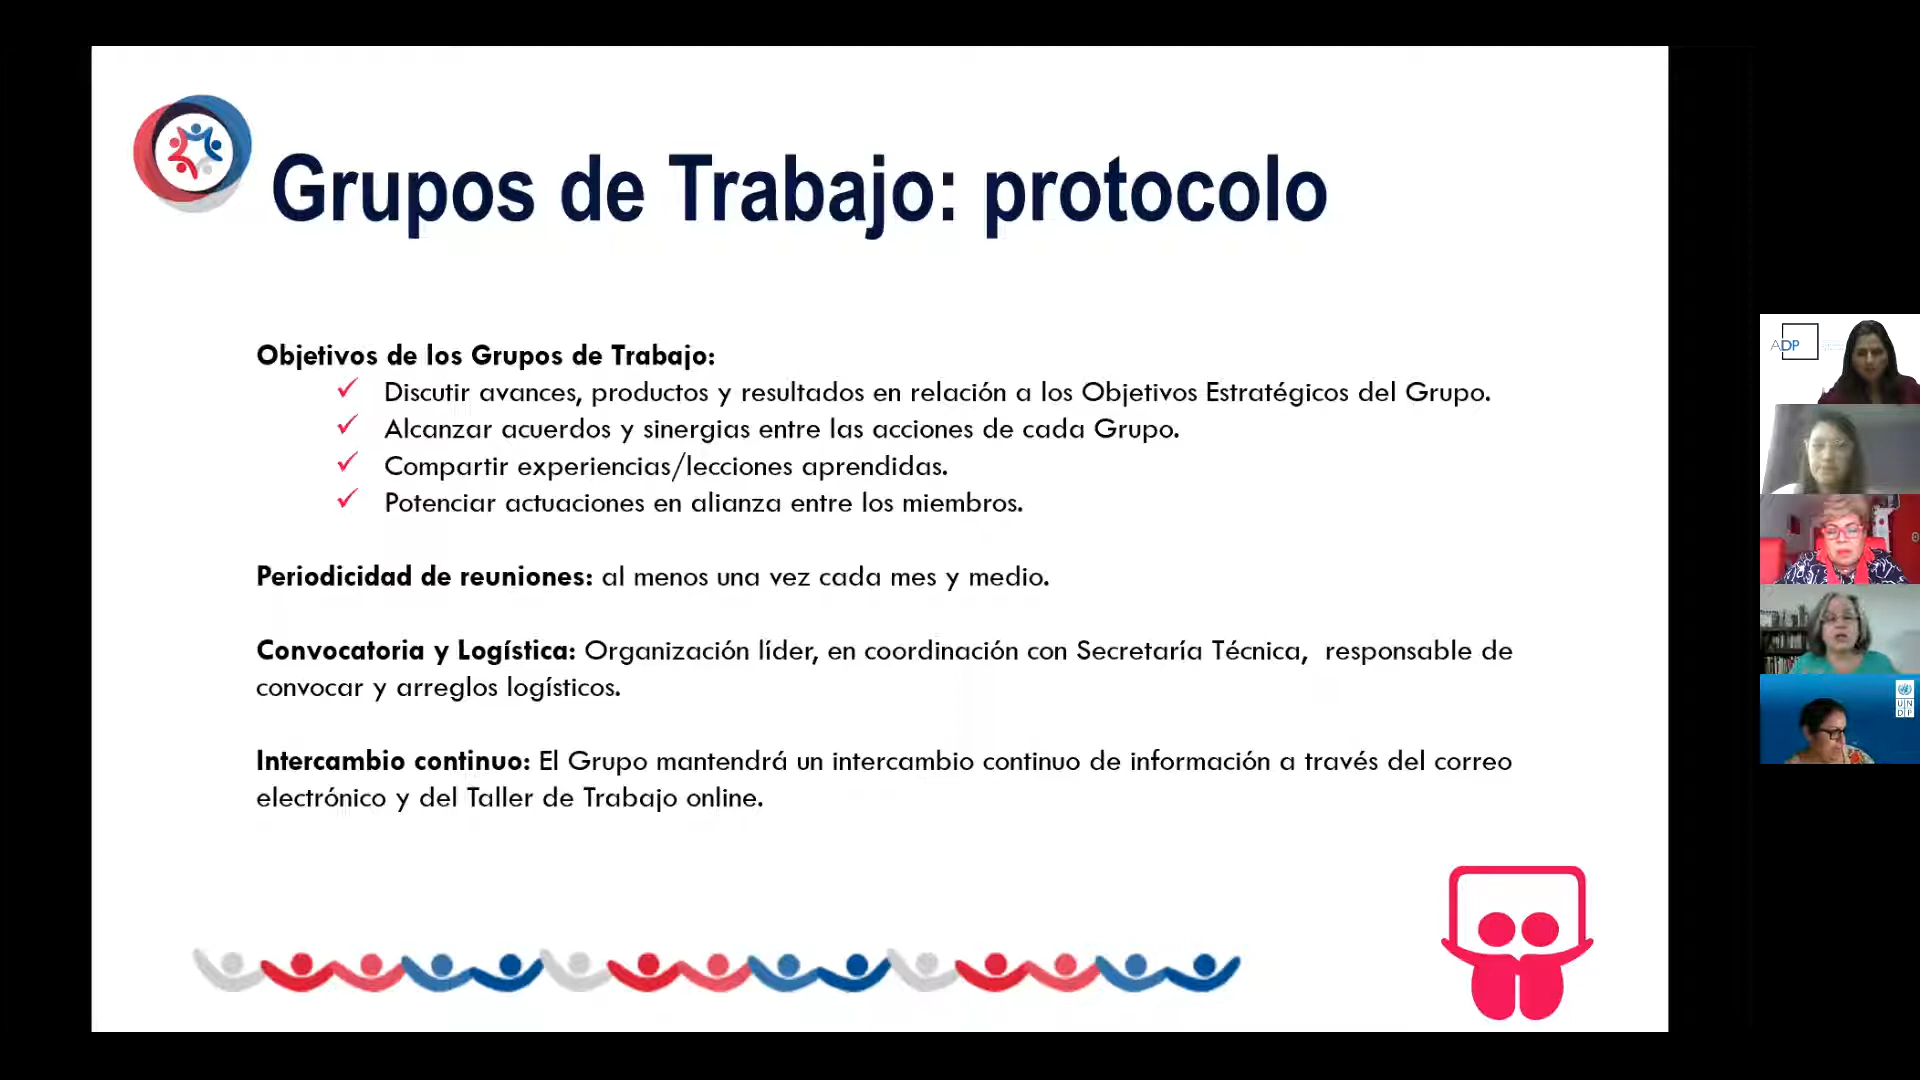 Grupos de Trabajo: protocolo
Objetivos de los Grupos de Trabajo:
✓ Discutir avances, productos y resultados en relación a los Objetivos Estratégicos del Grupo.
✓ Alcanzar acuerdos y sinergias entre las acciones de cada Grupo.
✓ Compartir experiencias/lecciones aprendidas.
✓ Potenciar actuaciones en alianza entre los miembros.
Periodicidad de reuniones: al menos una vez cada mes y medio.
Convocatoria y Logística: Organización líder, en coordinación con Secretaría Técnica, responsable de
convocar y arreglos logísticos.
Intercambio continuo: El Grupo mantendrá un intercambio continuo de información a través del correo
electrónico y del Taller de Trabajo online.
ADP
UN
DP